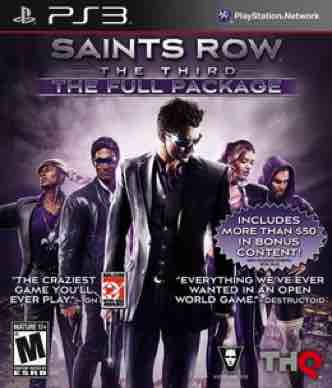 PS3
PlayStation Network
SAINTS ROW
THE THIRD
THE FULL PACKAGE
INCLUDES
MORE THAN $50
IN BONUS
CONTENT!
"THE CRAZIEST
GAME YOU'LL
EVER PLAY."-IGN
"EVERYTHING WE'VE EVER
WANTED IN AN OPEN
WORLD GAME."-DESTRUCTOID
MATURE 17+
M
ESRB
THQ